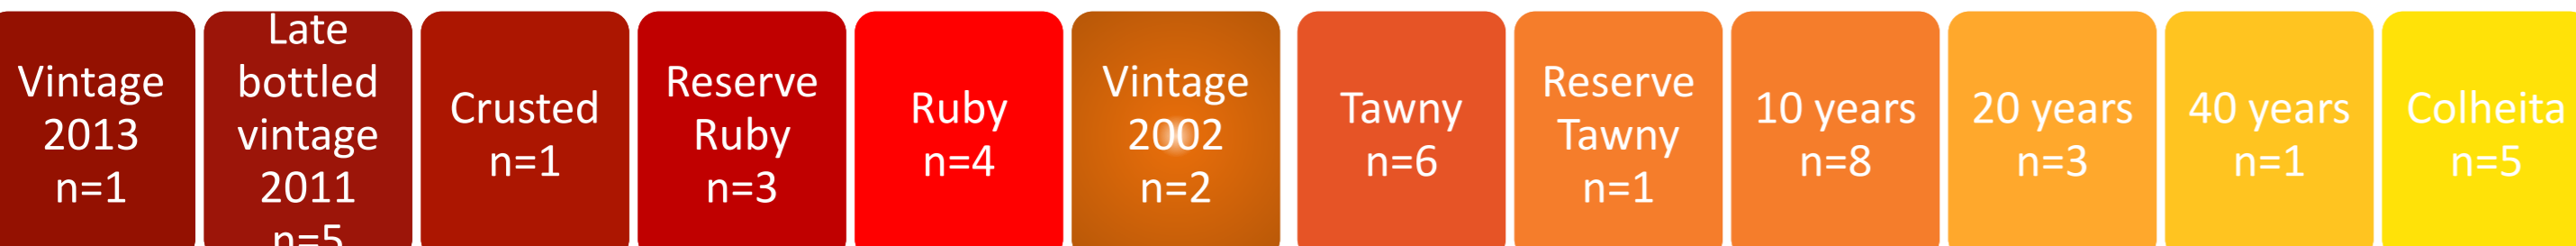 Vintage
2013
n=1
Late
bottled
vintage
2011
n=5
Crusted
n=1
Reserve
Ruby
n=3
Ruby
n=4
Vintage
2002
n=2
Tawny
n=6
Reserve
Tawny
n=1
10 years
n=8
20 years
n=3
40 years
n=1
Colheita
n=5